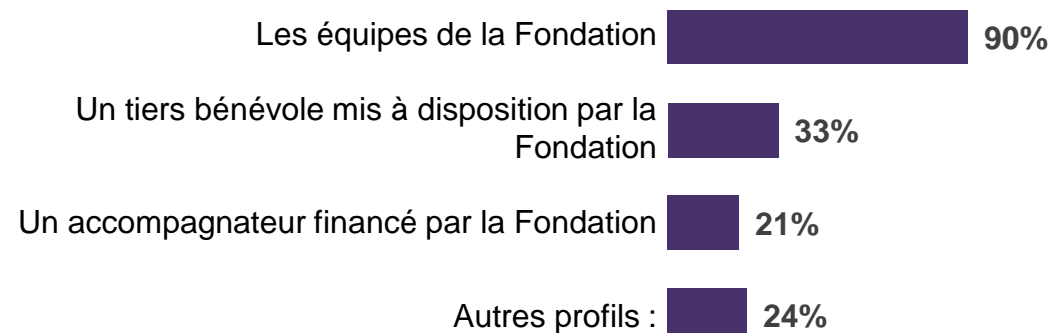 Les équipes de la Fondation 90%
Un tiers bénévole mis à disposition par la
Fondation 33%
Un accompagnateur financé par la Fondation 21%
Autres profils : 24%